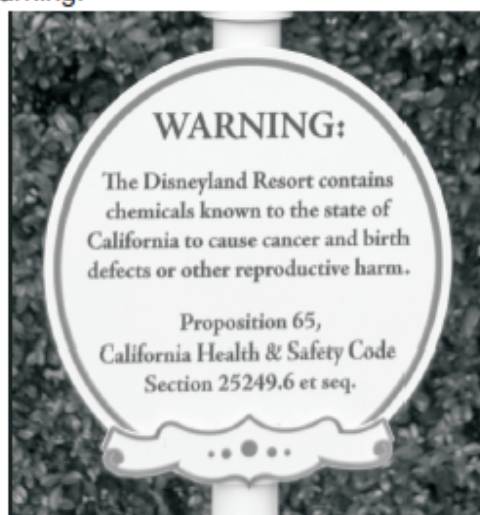 WARNING:
The Disneyland Resort contains
chemicals known to the state of
California to cause cancer and birth
defects or other reproductive harm.
Proposition 65,
California Health & Safety Code
Section 25249.6 et seq.